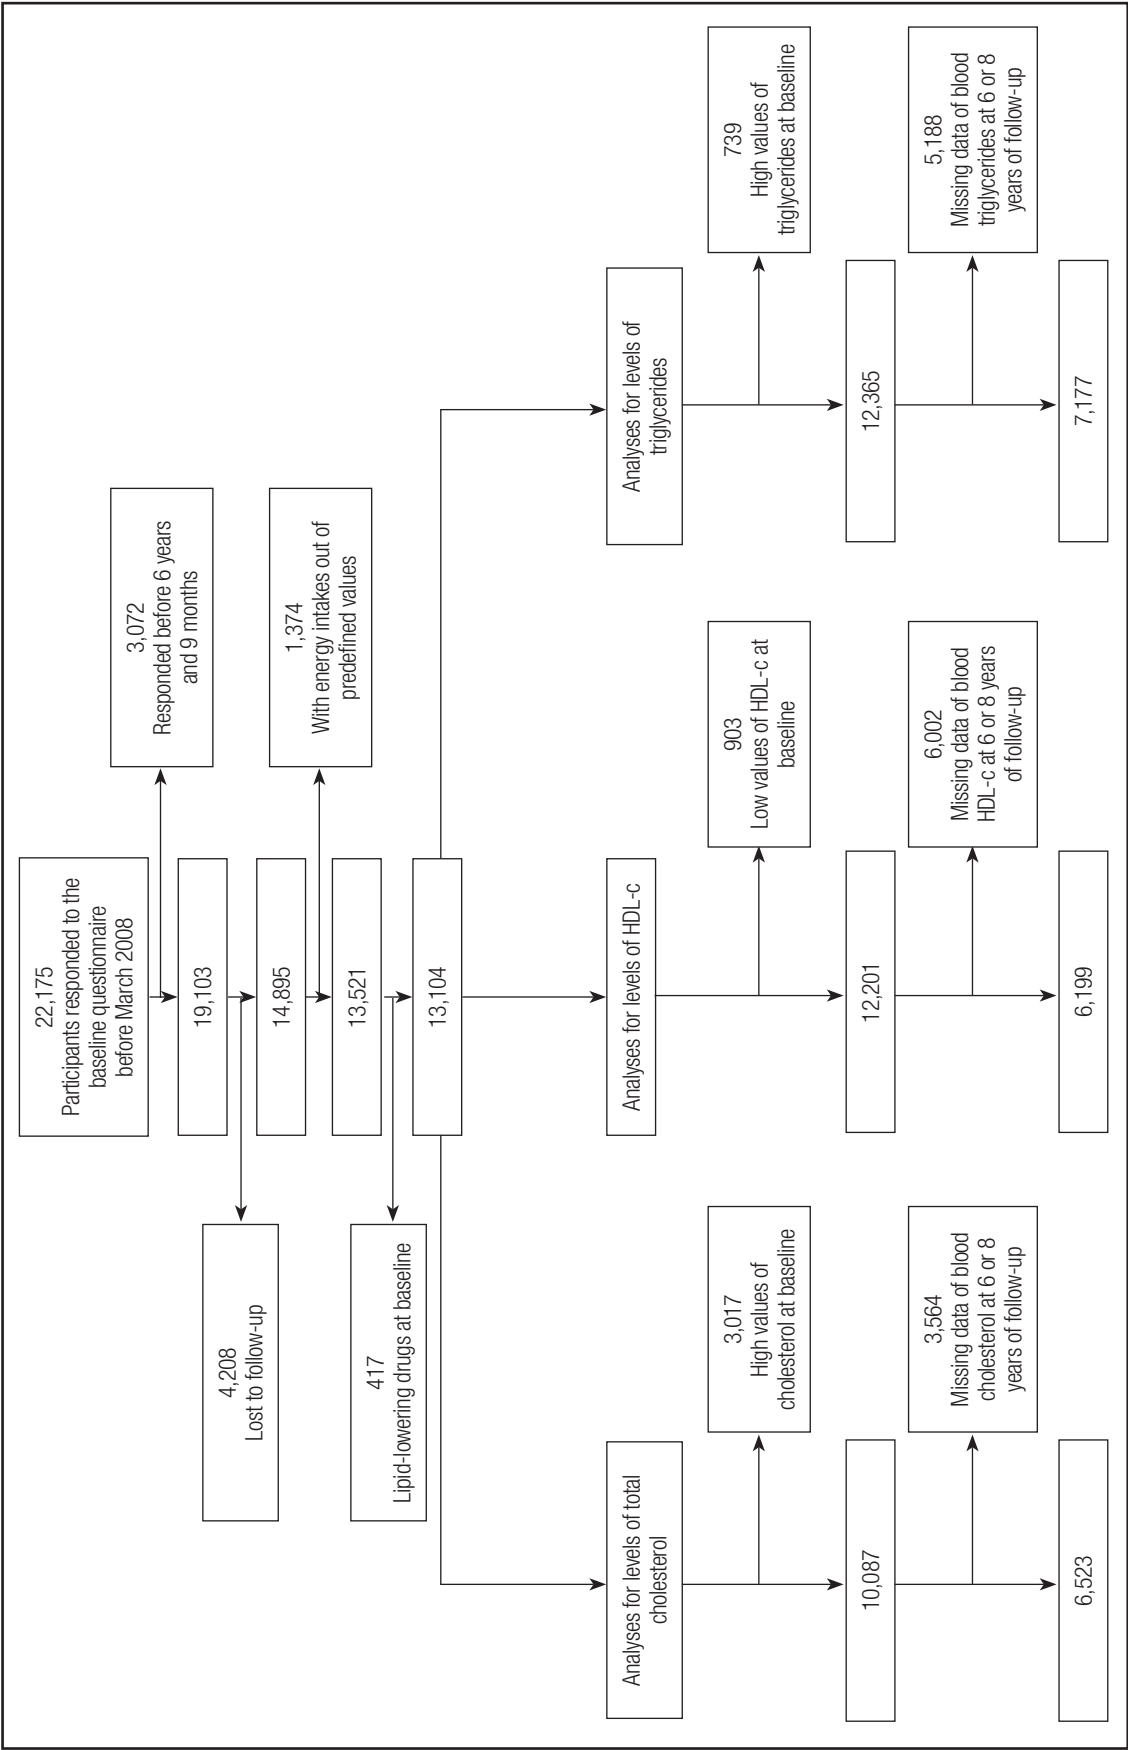 22,175
Participants responded to the
baseline questionnaire
before March 2008
3,072
Responded before 6 years
and 9 months
19,103
4,208
Lost to follow-up
14,895
1,374
With energy intakes out of
predefined values
13,521
417
Lipid-lowering drugs at baseline
13,104
Analyses for levels of total
cholesterol
Analyses for levels of HDL-c
Analyses for levels of
triglycerides
3,017
High values of
cholesterol at baseline
903
Low values of HDL-c at
baseline
739
High values of
triglycerides at baseline
10,087
12,201
12,365
3,564
Missing data of blood
cholesterol at 6 or 8
years of follow-up
6,002
Missing data of blood
HDL-c at 6 or 8 years
of follow-up
5,188
Missing data of blood
triglycerides at 6 or 8
years of follow-up
6,523
6,199
7,177